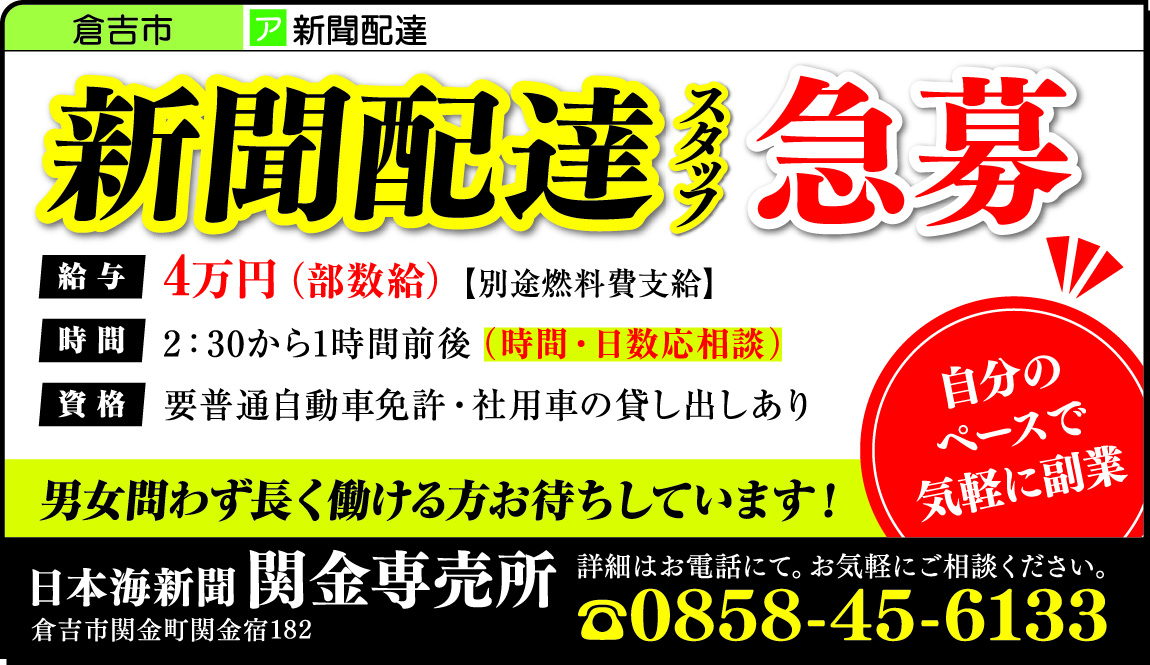 倉吉市 ア 新聞配達
新聞配達スタッフ 急募
給与 4万円（部数給）【別途燃料費支給】
時間 2：30から1時間前後（時間・日数応相談）
資格 要普通自動車免許・社用車の貸し出しあり
自分の
ペースで
気軽に副業
男女問わず長く働ける方お待ちしています！
日本海新聞 関金専売所
倉吉市関金町関金宿182
詳細はお電話にて。お気軽にご相談ください。
☎0858-45-6133